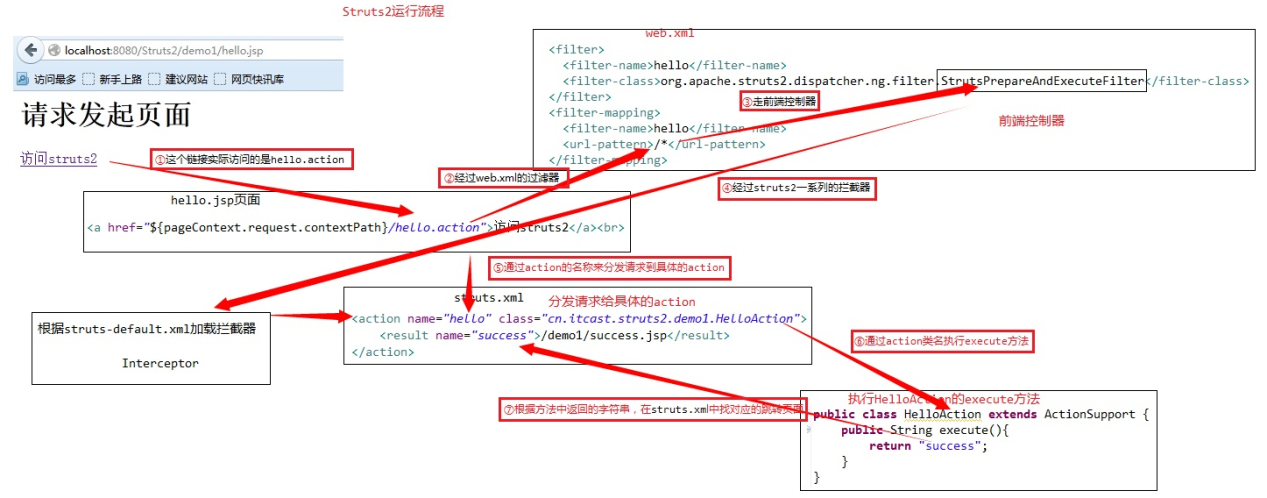 Struts2运行流程
localhost:8080/Struts2/demo1/hello.jsp
访问最多 新手上路 建议网站 网页快讯库
请求发起页面
访问struts2
①这个链接实际访问的是hello.action
hello.jsp页面
<a href="${pageContext.request.contextPath}/hello.action">访问struts2</a><br>
②经过web.xml的过滤器
web.xml
<filter>
<filter-name>hello</filter-name>
<filter-class>org.apache.struts2.dispatcher.ng.filter.StrutsPrepareAndExecuteFilter</filter-class>
</filter>
<filter-mapping>
<filter-name>hello</filter-name>
<url-pattern>/*</url-pattern>
</filter-mapping>
③走前端控制器
前端控制器
④经过struts2一系列的拦截器
根据struts-default.xml加载拦截器
Interceptor
⑤通过action的名称来分发请求到具体的action
struts.xml
分发请求给具体的action
<action name="hello" class="cn.itcast.struts2.demo1.HelloAction">
<result name="success">/demo1/success.jsp</result>
</action>
⑥通过action类名执行execute方法
执行HelloAction的execute方法
public class HelloAction extends ActionSupport {
public String execute(){
return "success";
}
}
⑦根据方法中返回的字符串，在struts.xml中找对应的跳转页面